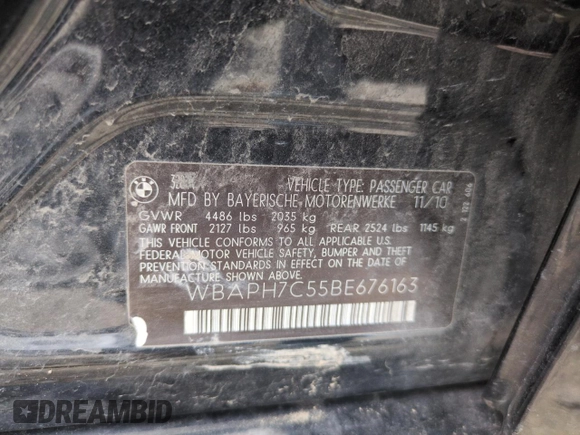 BMW
VEHICLE TYPE: PASSENGER CAR
MFD BY BAYERISCHE MOTORENWERKE 11/10
GVWR 4486 lbs 2035 kg
GAWR FRONT 2127 lbs 965 kg REAR 2524 lbs 1145 kg
THIS VEHICLE CONFORMS TO ALL APPLICABLE U.S.
FEDERAL MOTOR VEHICLE SAFETY, BUMPER AND
THEFT PREVENTION STANDARDS IN EFFECT ON THE DATE OF
MANUFACTURE SHOWN ABOVE.
WBAPH7C55BE676163
DREAMBID